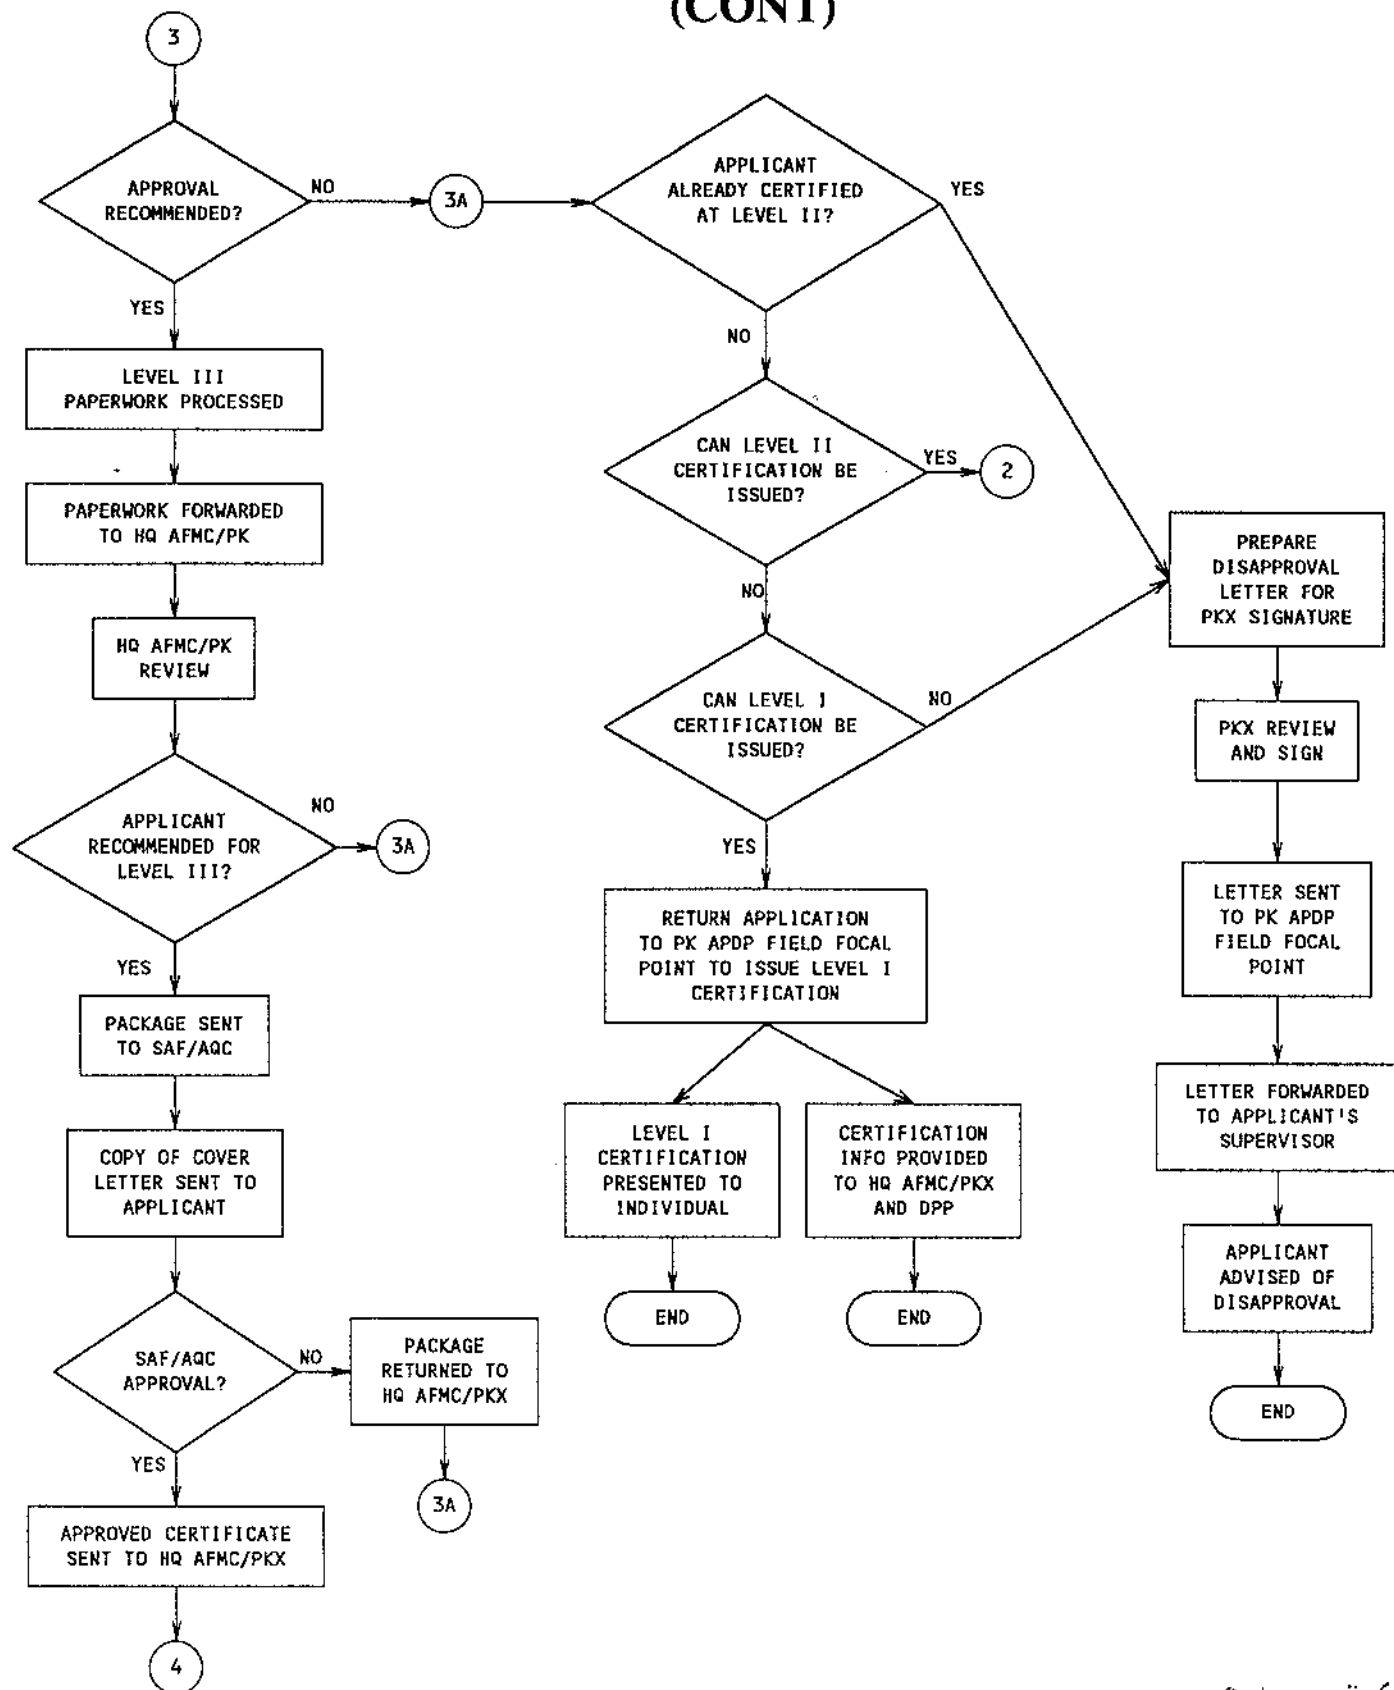 (CONT)
3
APPROVAL
RECOMMENDED?
NO
3A
APPLICANT
ALREADY CERTIFIED
AT LEVEL II?
YES
YES
NO
LEVEL III
PAPERWORK PROCESSED
CAN LEVEL II
CERTIFICATION BE
ISSUED?
YES
2
PAPERWORK FORWARDED
TO HQ AFMC/PK
NO
PREPARE
DISAPPROVAL
LETTER FOR
PKX SIGNATURE
HQ AFMC/PK
REVIEW
CAN LEVEL I
CERTIFICATION BE
ISSUED?
NO
PKX REVIEW
AND SIGN
APPLICANT
RECOMMENDED FOR
LEVEL III?
NO
3A
YES
YES
RETURN APPLICATION
TO PK APDP FIELD FOCAL
POINT TO ISSUE LEVEL I
CERTIFICATION
LETTER SENT
TO PK APDP
FIELD FOCAL
POINT
PACKAGE SENT
TO SAF/AQC
COPY OF COVER
LETTER SENT TO
APPLICANT
LEVEL I
CERTIFICATION
PRESENTED TO
INDIVIDUAL
CERTIFICATION
INFO PROVIDED
TO HQ AFMC/PKX
AND DPP
LETTER FORWARDED
TO APPLICANT'S
SUPERVISOR
END
END
APPLICANT
ADVISED OF
DISAPPROVAL
END
SAF/AQC
APPROVAL?
NO
PACKAGE
RETURNED TO
HQ AFMC/PKX
3A
YES
APPROVED CERTIFICATE
SENT TO HQ AFMC/PKX
4